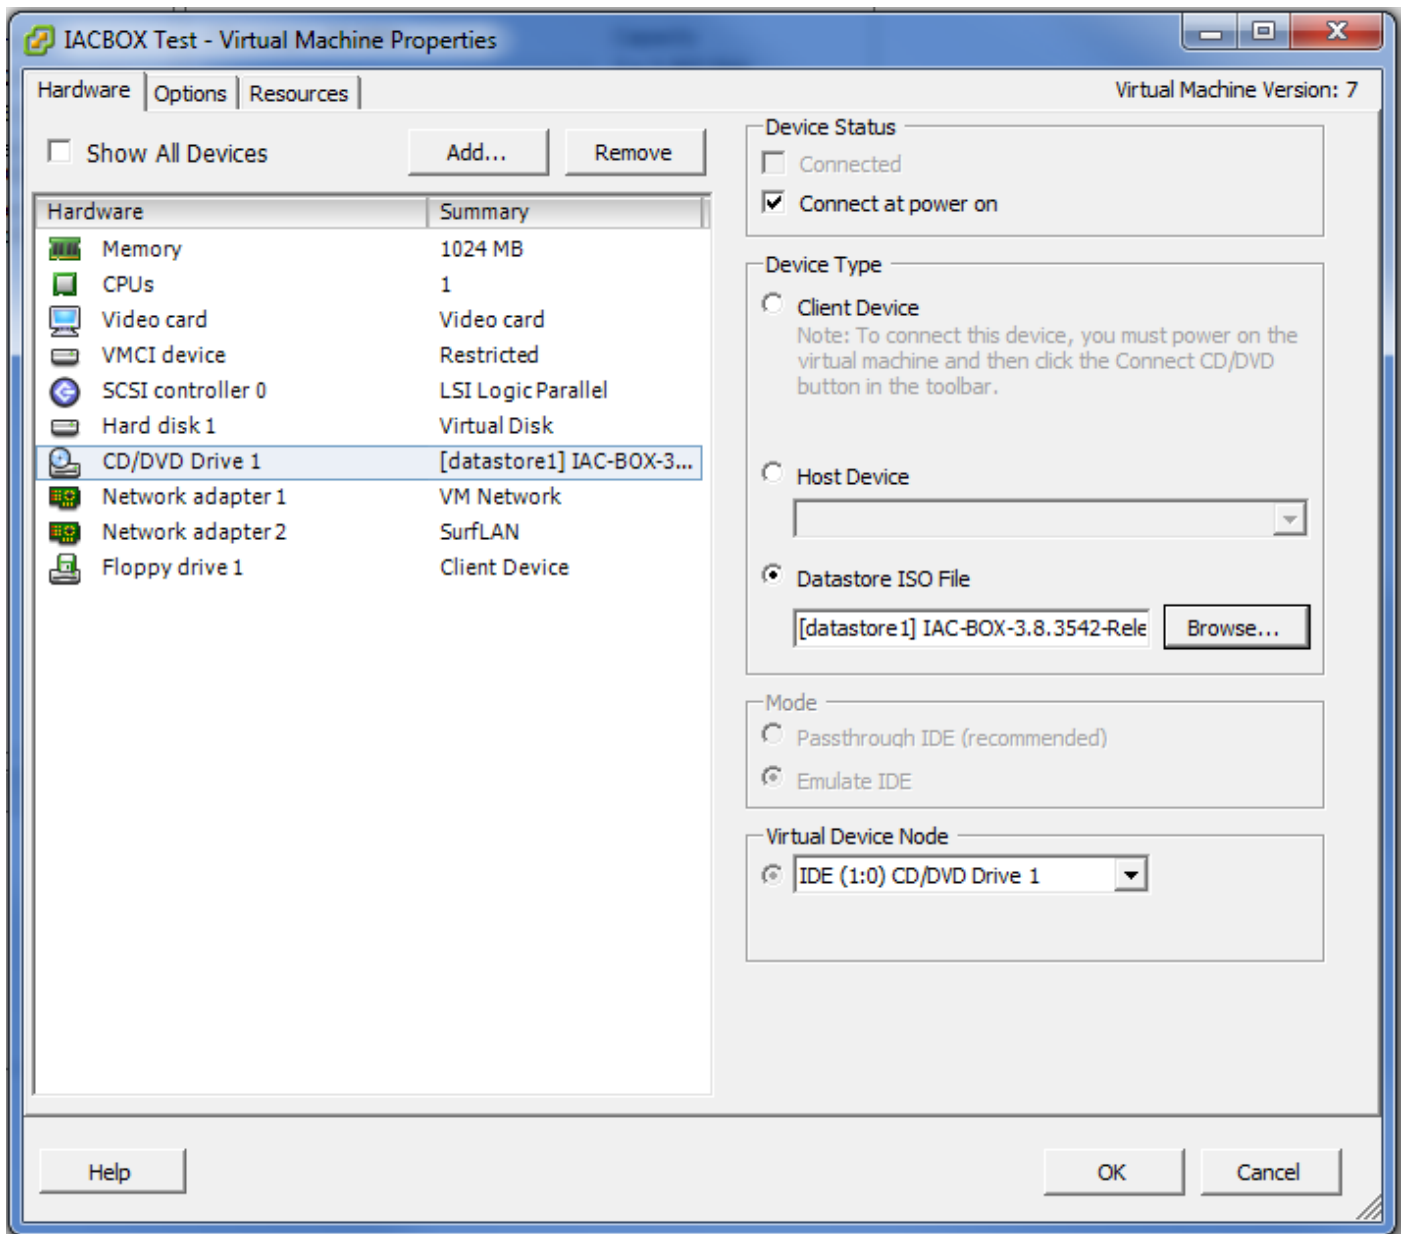 IACBOX Test - Virtual Machine Properties
Hardware Options Resources Virtual Machine Version: 7
Show All Devices Add... Remove
Hardware Summary
Memory 1024 MB
CPUs 1
Video card Video card
VMCI device Restricted
SCSI controller 0 LSI Logic Parallel
Hard disk 1 Virtual Disk
CD/DVD Drive 1 [datastore1] IAC-BOX-3...
Network adapter 1 VM Network
Network adapter 2 SurfLAN
Floppy drive 1 Client Device
Device Status
Connected
Connect at power on
Device Type
Client Device
Note: To connect this device, you must power on the
virtual machine and then click the Connect CD/DVD
button in the toolbar.
Host Device
Datastore ISO File
[datastore1] IAC-BOX-3.8.3542-Rele Browse...
Mode
Passthrough IDE (recommended)
Emulate IDE
Virtual Device Node
IDE (1:0) CD/DVD Drive 1
Help OK Cancel